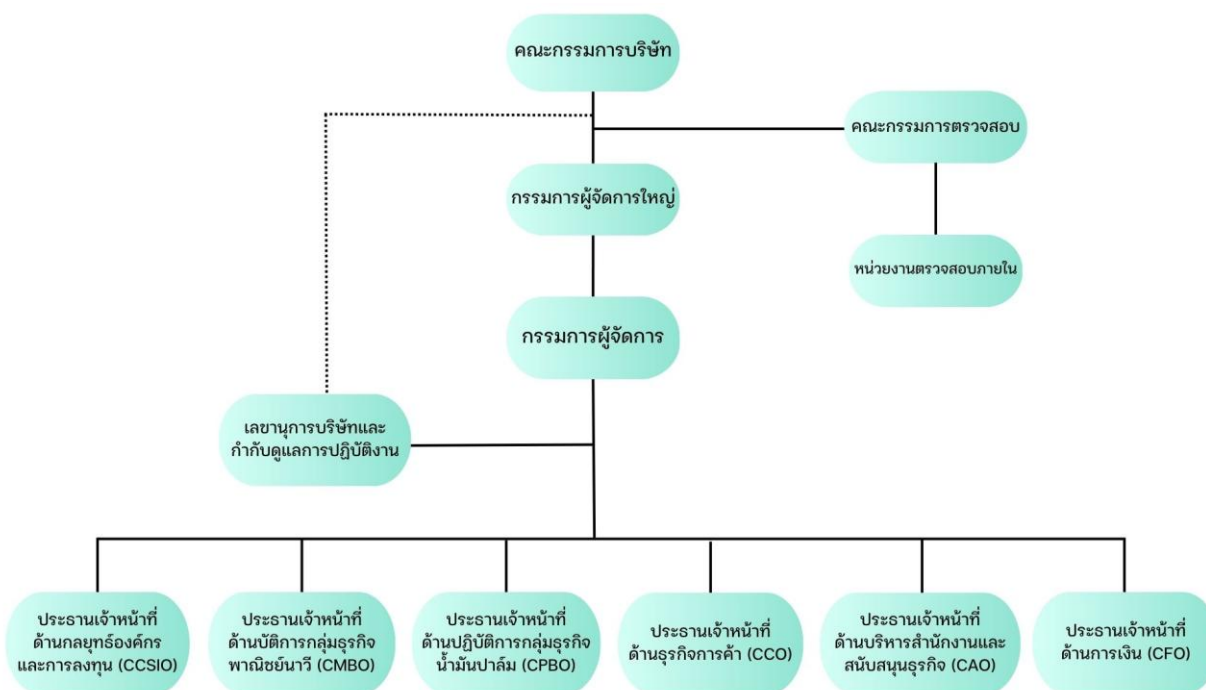 คณะกรรมการบริษัท
คณะกรรมการตรวจสอบ
กรรมการผู้จัดการใหญ่
หน่วยงานตรวจสอบภายใน
กรรมการผู้จัดการ
เลขานุการบริษัทและ
กำกับดูแลการปฏิบัติงาน
ประธานเจ้าหน้าที่
ด้านกลยุทธ์องค์กร
และการลงทุน (CCSIO)
ประธานเจ้าหน้าที่
ด้านบัติการกลุ่มธุรกิจ
พาณิชย์นาวี (CMBO)
ประธานเจ้าหน้าที่
ด้านปฏิบัติการกลุ่มธุรกิจ
น้ำมันปาล์ม (CPBO)
ประธานเจ้าหน้าที่
ด้านธุรกิจการค้า (CCO)
ประธานเจ้าหน้าที่
ด้านบริหารสำนักงานและ
สนับสนุนธุรกิจ (CAO)
ประธานเจ้าหน้าที่
ด้านการเงิน (CFO)